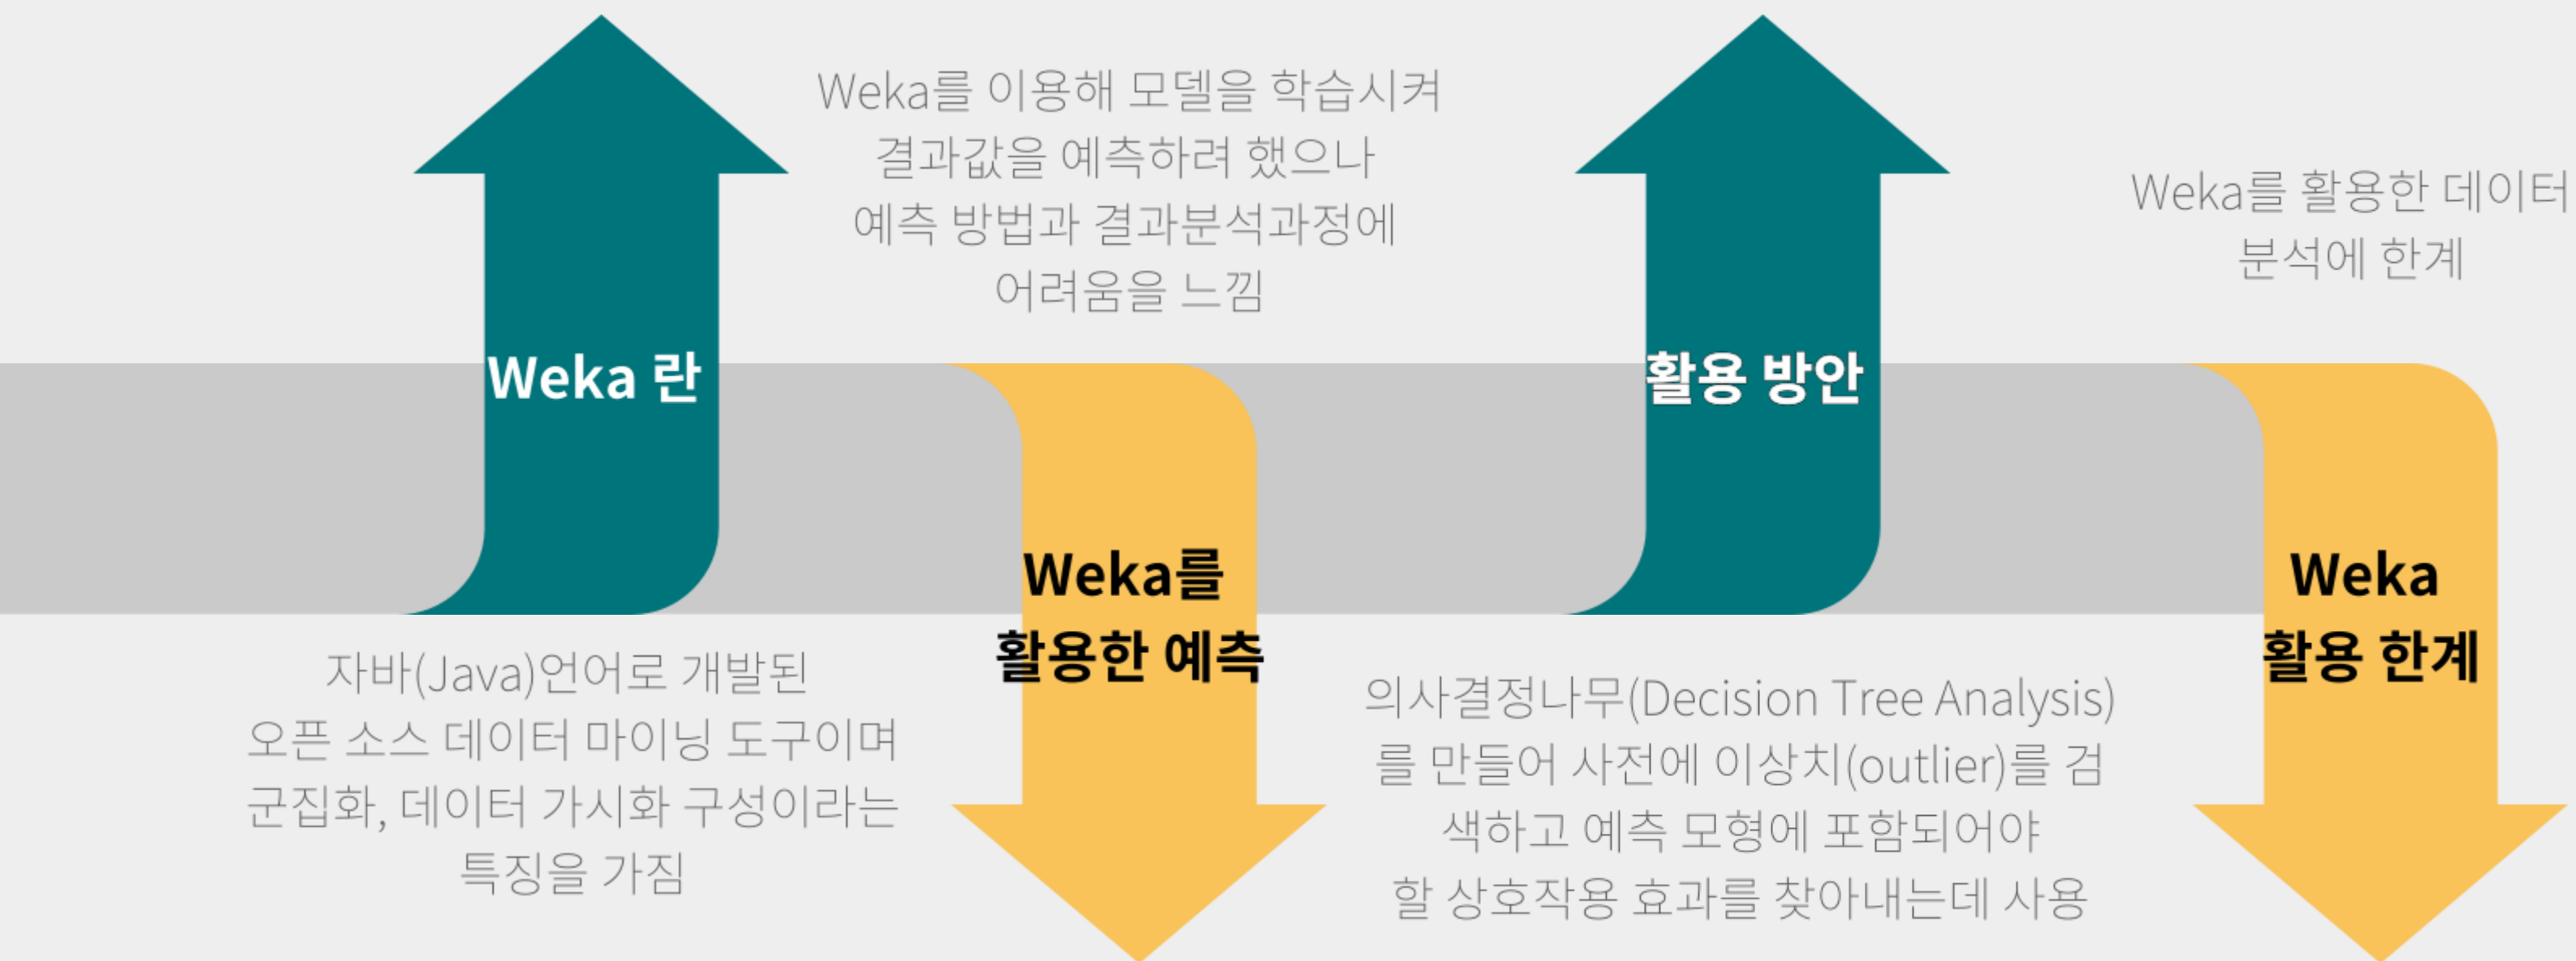 Weka 란
자바(Java)언어로 개발된
오픈 소스 데이터 마이닝 도구이며
군집화, 데이터 가시화 구성이라는
특징을 가짐
Weka를 이용해 모델을 학습시켜
결과값을 예측하려 했으나
예측 방법과 결과분석과정에
어려움을 느낌
Weka를
활용한 예측
활용 방안
의사결정나무(Decision Tree Analysis)
를 만들어 사전에 이상치(outlier)를 검
색하고 예측 모형에 포함되어야
할 상호작용 효과를 찾아내는데 사용
Weka를 활용한 데이터
분석에 한계
Weka
활용 한계